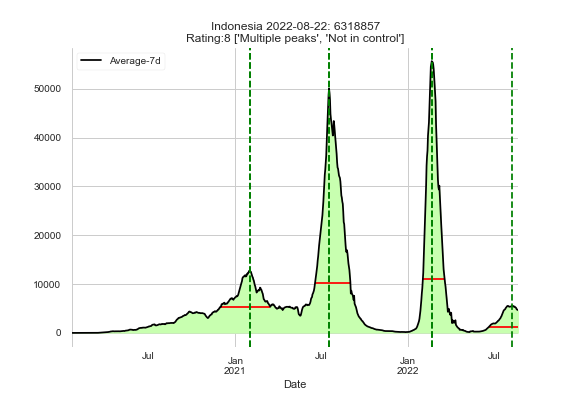 Indonesia 2022-08-22: 6318857
Rating:8 ['Multiple peaks', 'Not in control']
Average-7d
50000
40000
30000
20000
10000
0
Jul
Jan
2021
Jul
Jan
2022
Jul
Date